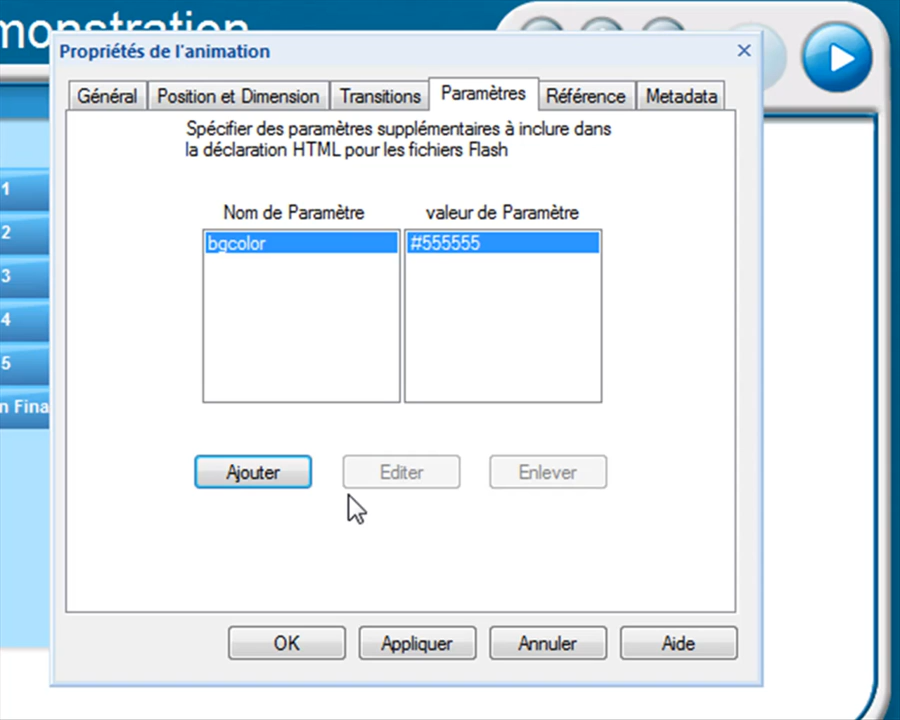 Propriétés de l'animation
Général Position et Dimension Transitions Paramètres Référence Metadata
Spécifier des paramètres supplémentaires à inclure dans
la déclaration HTML pour les fichiers Flash
Nom de Paramètre valeur de Paramètre
bgcolor #555555
1
2
3
4
5
n Fina
Ajouter Editer Enlever
OK Appliquer Annuler Aide